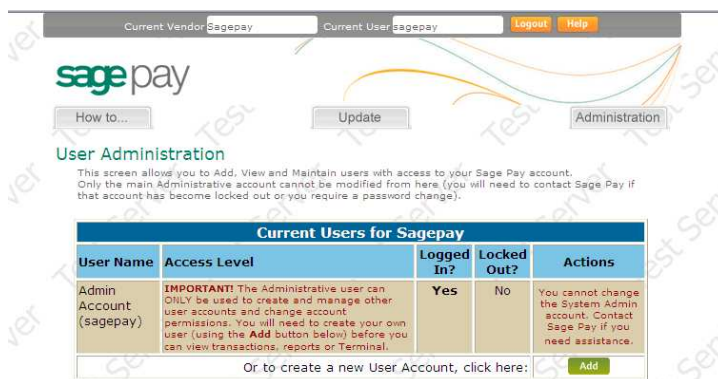 Current Vendor Sagepay Current User sagepay Logout Help
sage pay
How to... Update Administration
User Administration
This screen allows you to Add, View and Maintain users with access to your Sage Pay account.
Only the main Administrative account cannot be modified from here (you will need to contact Sage Pay if
that account has become locked out or you require a password change).
Current Users for Sagepay
User Name Access Level Logged In? Locked Out? Actions
Admin
Account
(sagepay)
IMPORTANT! The Administrative user can
ONLY be used to create and manage other
user accounts and change account
permissions. You will need to create your own
user (using the Add button below) before you
can view transactions, reports or Terminal.
Yes
No
You cannot change
the System Admin
account. Contact
Sage Pay if you
need assistance.
Or to create a new User Account, click here: Add
Test Server